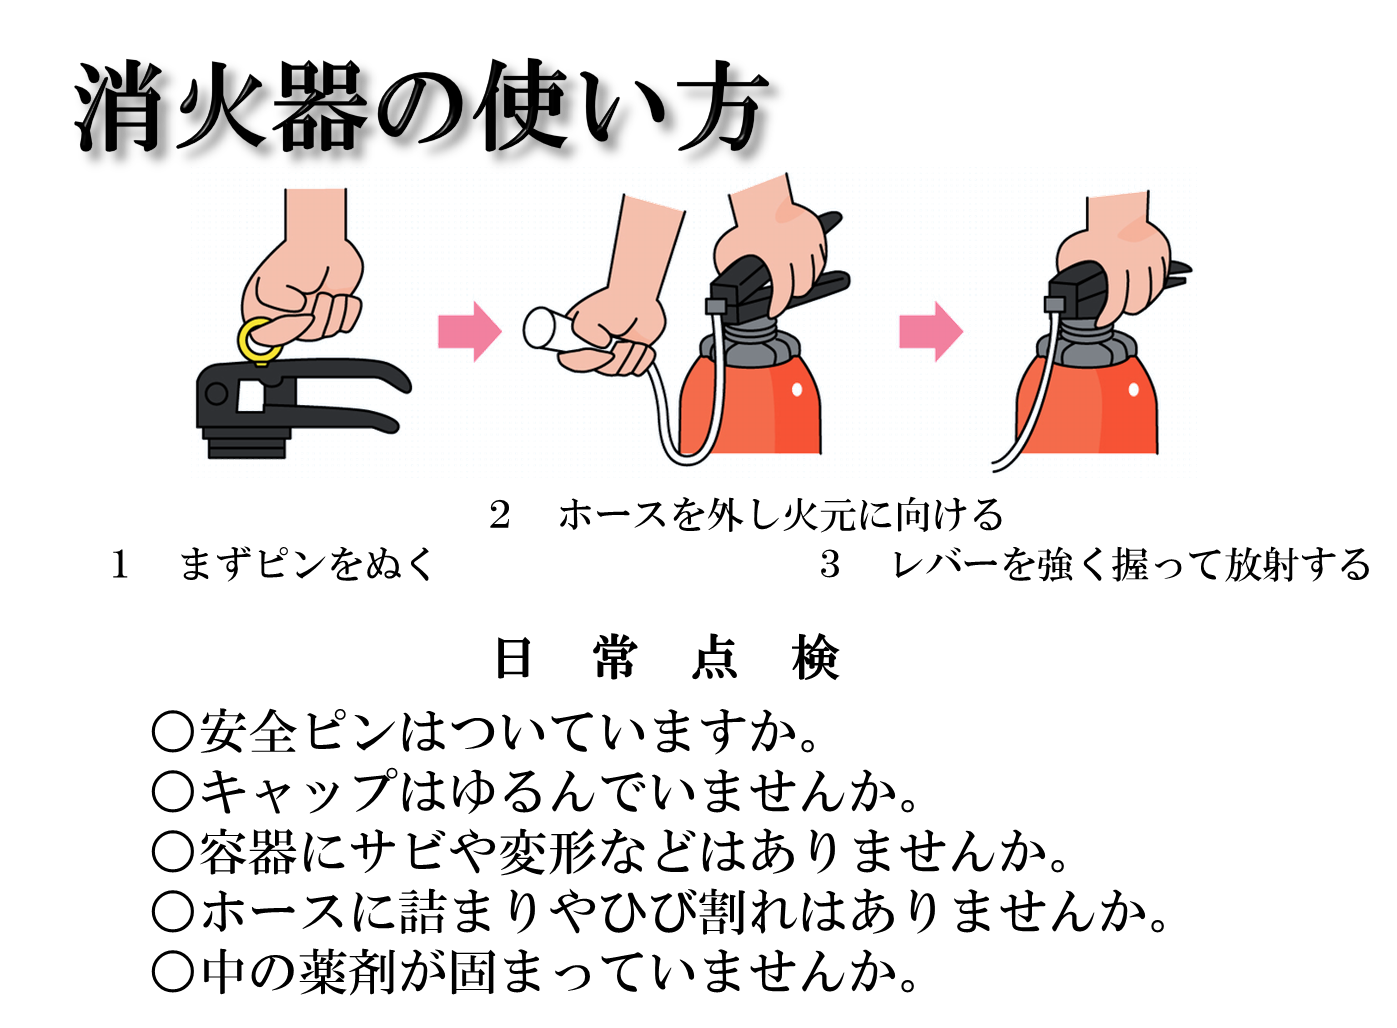 消火器の使い方
2　ホースを外し火元に向ける
1　まずピンをぬく
3　レバーを強く握って放射する
日　常　点　検
○安全ピンはついていますか。
○キャップはゆるんでいませんか。
○容器にサビや変形などはありませんか。
○ホースに詰まりやひび割れはありませんか。
○中の薬剤が固まっていませんか。